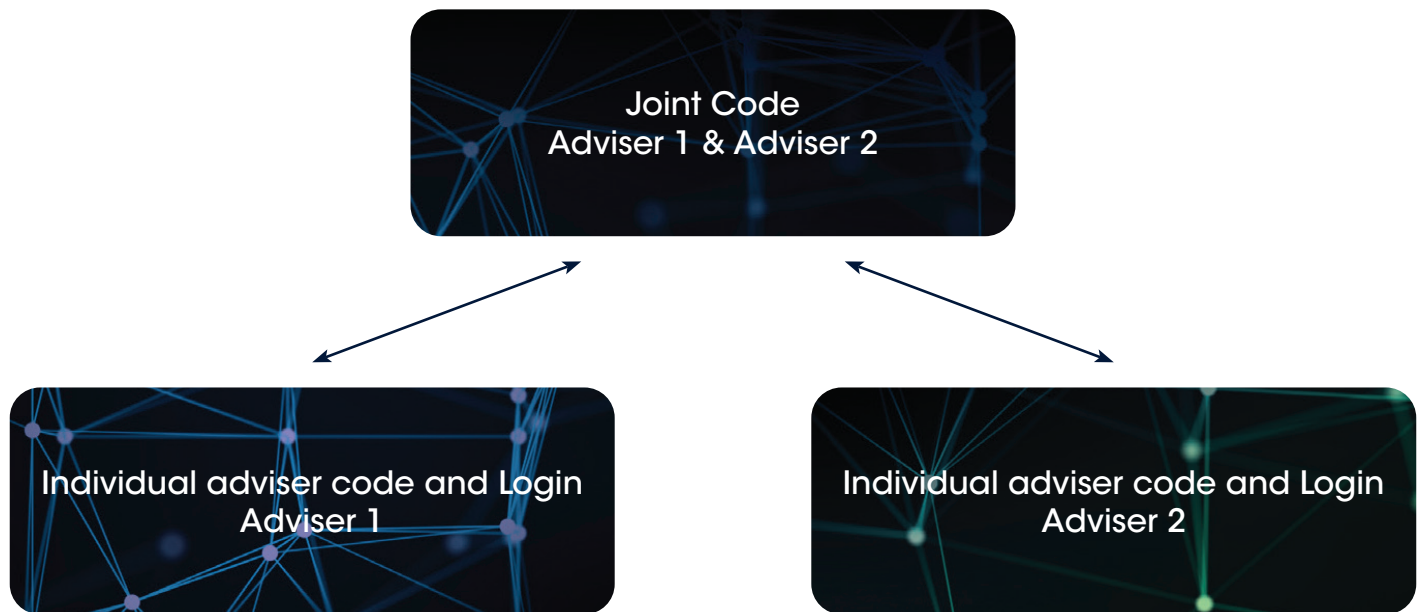 Joint Code
Adviser 1 & Adviser 2
Individual adviser code and Login
Adviser 1
Individual adviser code and Login
Adviser 2